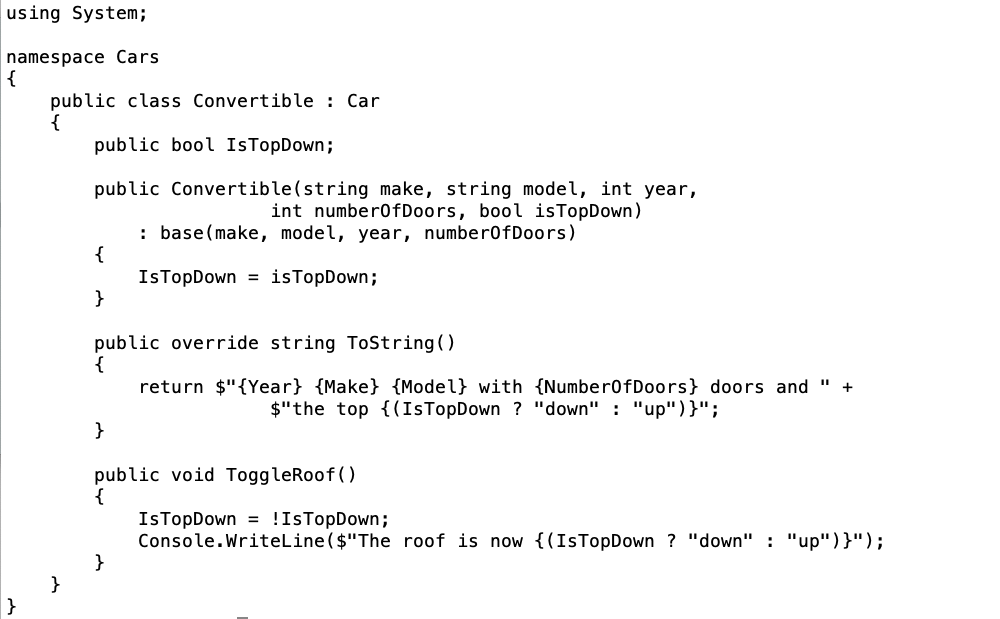 using System;

namespace Cars
{
    public class Convertible : Car
    {
        public bool IsTopDown;

        public Convertible(string make, string model, int year,
                        int numberOfDoors, bool isTopDown)
            : base(make, model, year, numberOfDoors)
        {
            IsTopDown = isTopDown;
        }

        public override string ToString()
        {
            return $"{Year} {Make} {Model} with {NumberOfDoors} doors and " +
                        $"the top {(IsTopDown ? "down" : "up")}";
        }

        public void ToggleRoof()
        {
            IsTopDown = !IsTopDown;
            Console.WriteLine($"The roof is now {(IsTopDown ? "down" : "up")}");
        }
    }
}